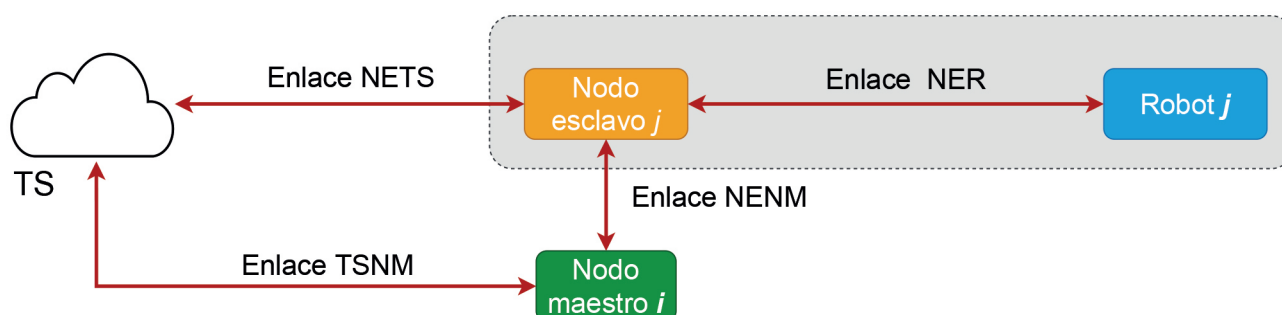 Enlace NETS
Nodo
esclavo j
Enlace NER
Robot j
TS
Enlace NENM
Enlace TSNM
Nodo
maestro i